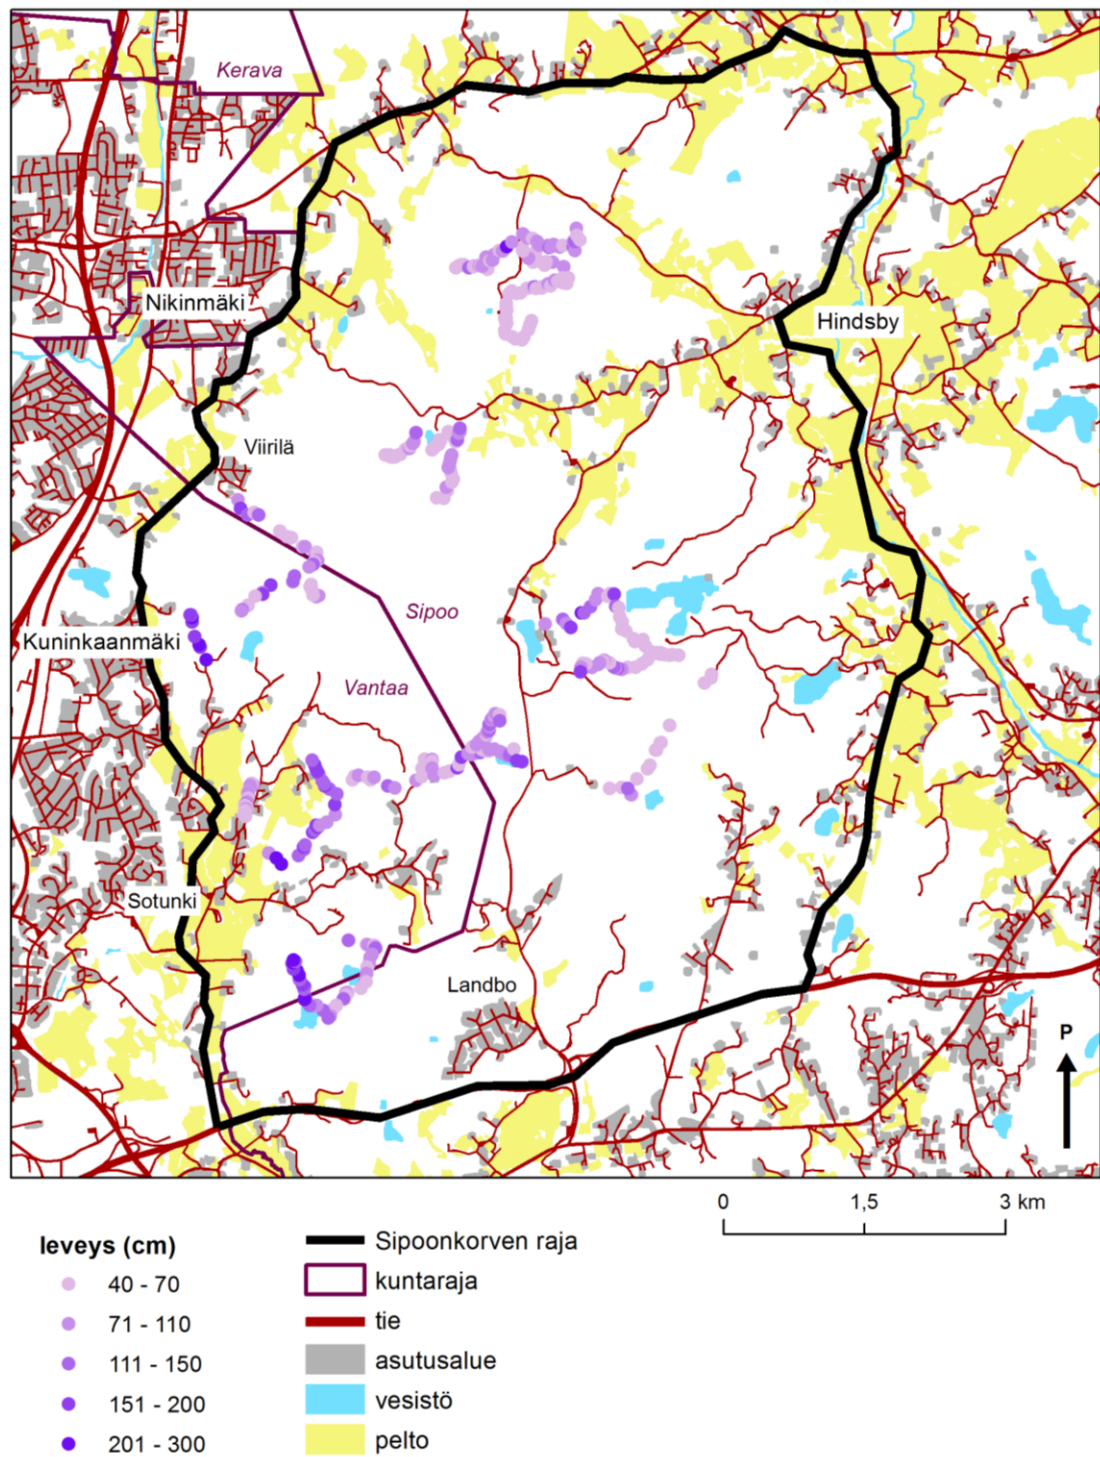 Kerava
Nikinmäki
Hindsby
Viirilä
Sipoo
Kuninkaanmäki
Vantaa
Sotunki
Landbo
P
0 1,5 3 km
leveys (cm)
40 - 70
71 - 110
111 - 150
151 - 200
201 - 300
Sipoonkorven raja
kuntaraja
tie
asutusalue
vesistö
pelto